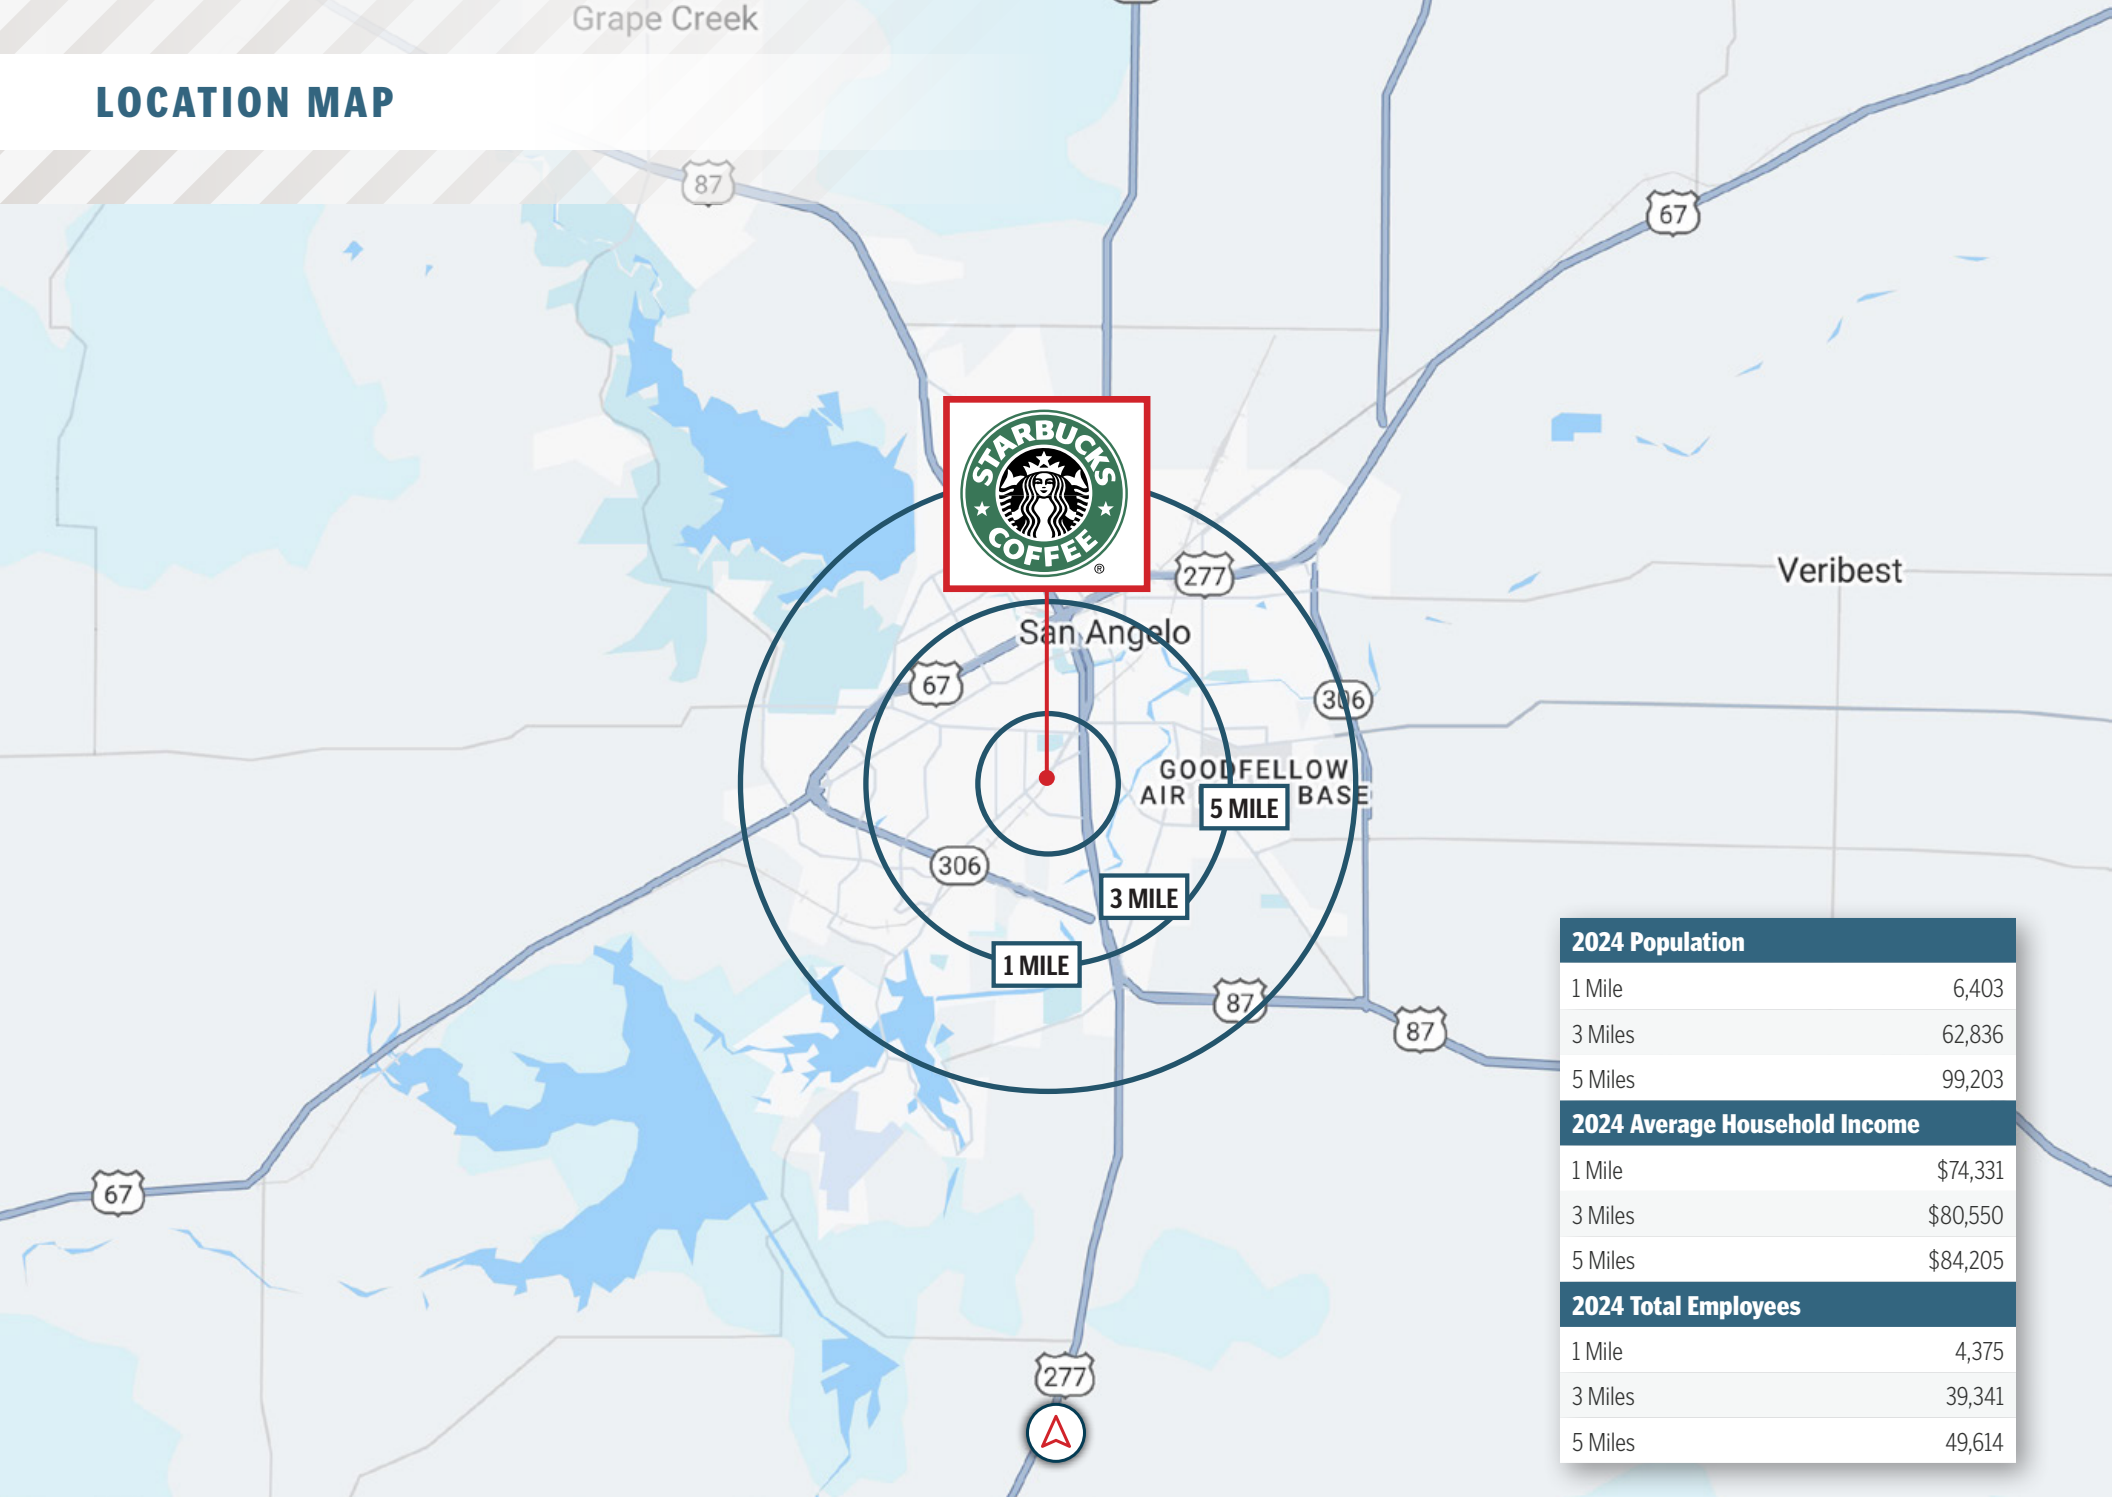 Grape Creek
LOCATION MAP
87
67
STARBUCKS
COFFEE
®
277
Veribest
San Angelo
67
306
GOODFELLOW
AIR BASE
5 MILE
306
3 MILE
1 MILE
87
87
67
277
2024 Population
1 Mile 6,403
3 Miles 62,836
5 Miles 99,203
2024 Average Household Income
1 Mile $74,331
3 Miles $80,550
5 Miles $84,205
2024 Total Employees
1 Mile 4,375
3 Miles 39,341
5 Miles 49,614